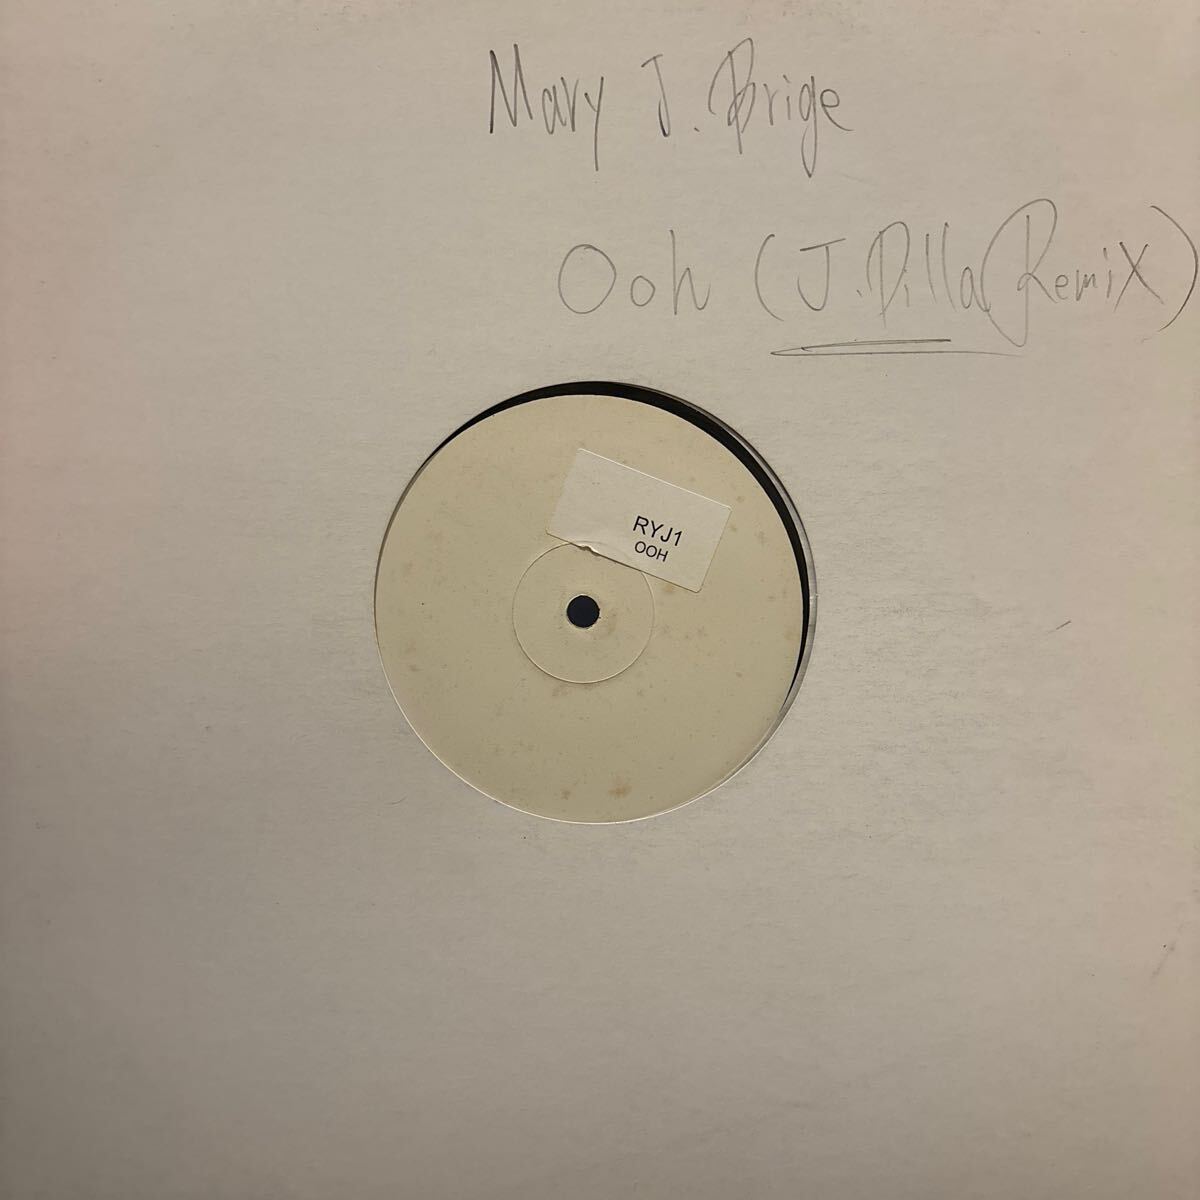 Mary J. Brige
Ooh (J.Dilla Remix)
RYJ1
OOH